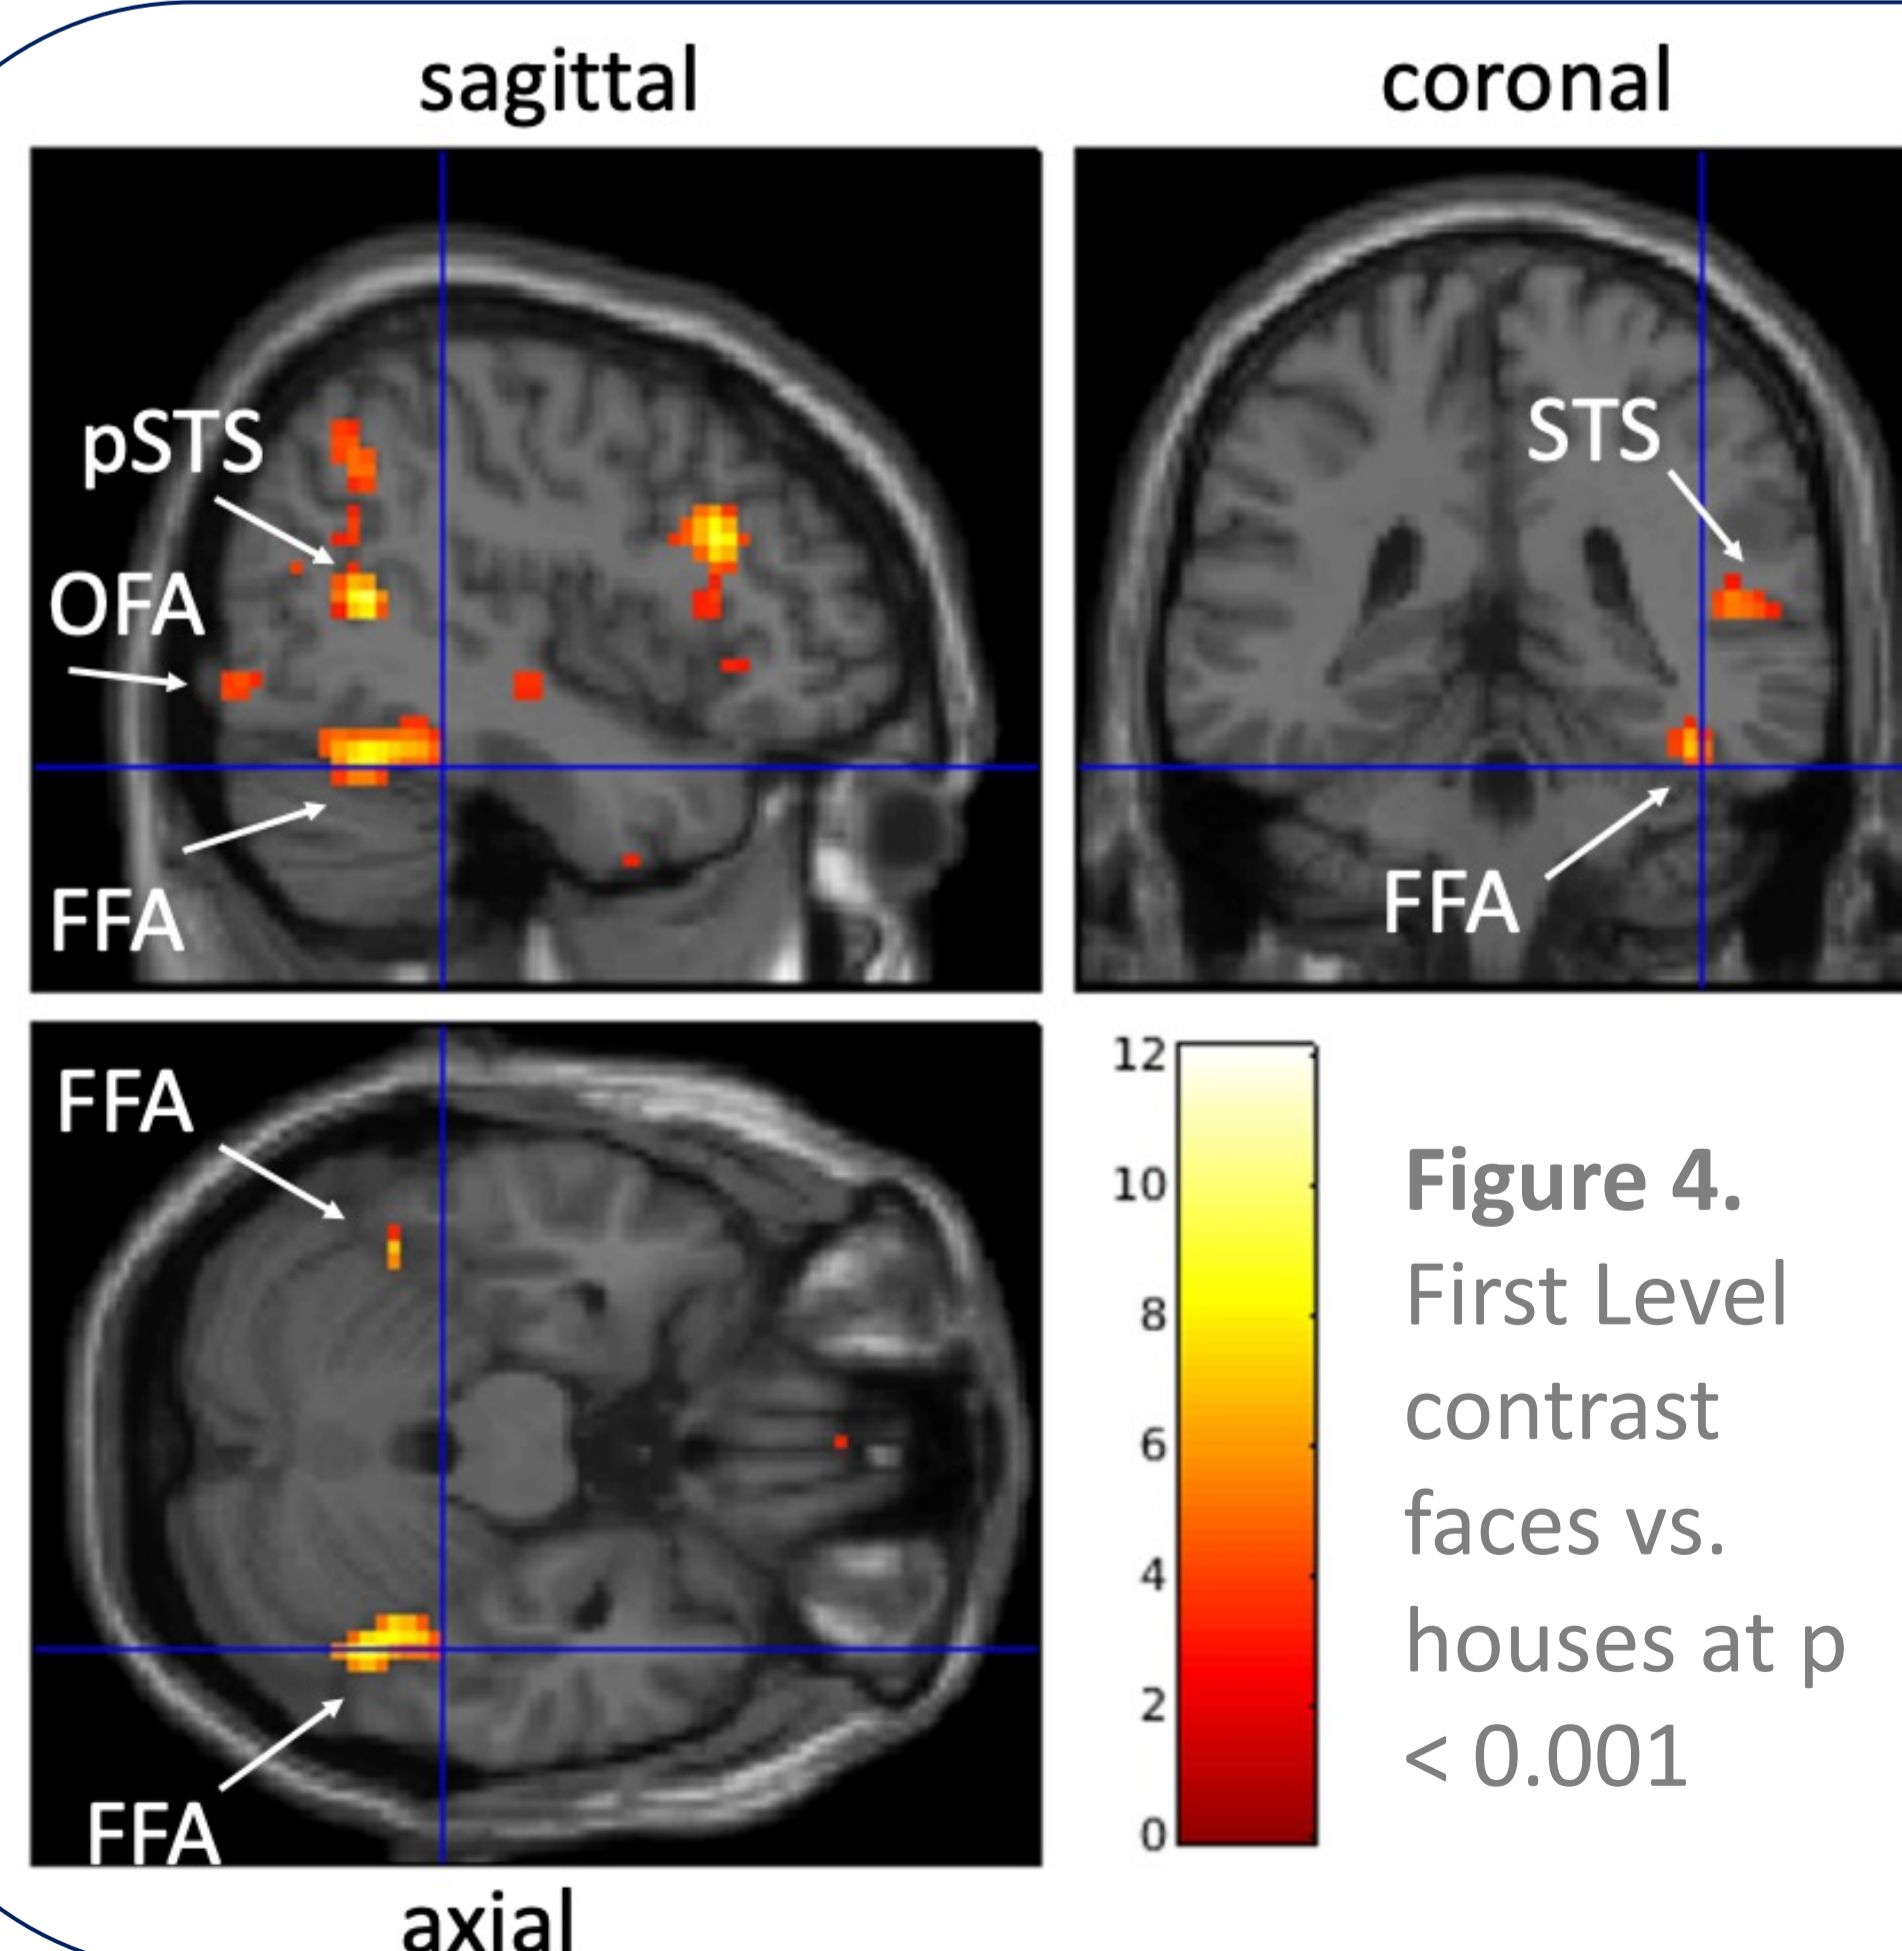 sagittal
coronal
pSTS
OFA
FFA
STS
FFA
FFA
FFA
axial
12
10
8
6
4
2
0
Figure 4.
First Level
contrast
faces vs.
houses at p
< 0.001